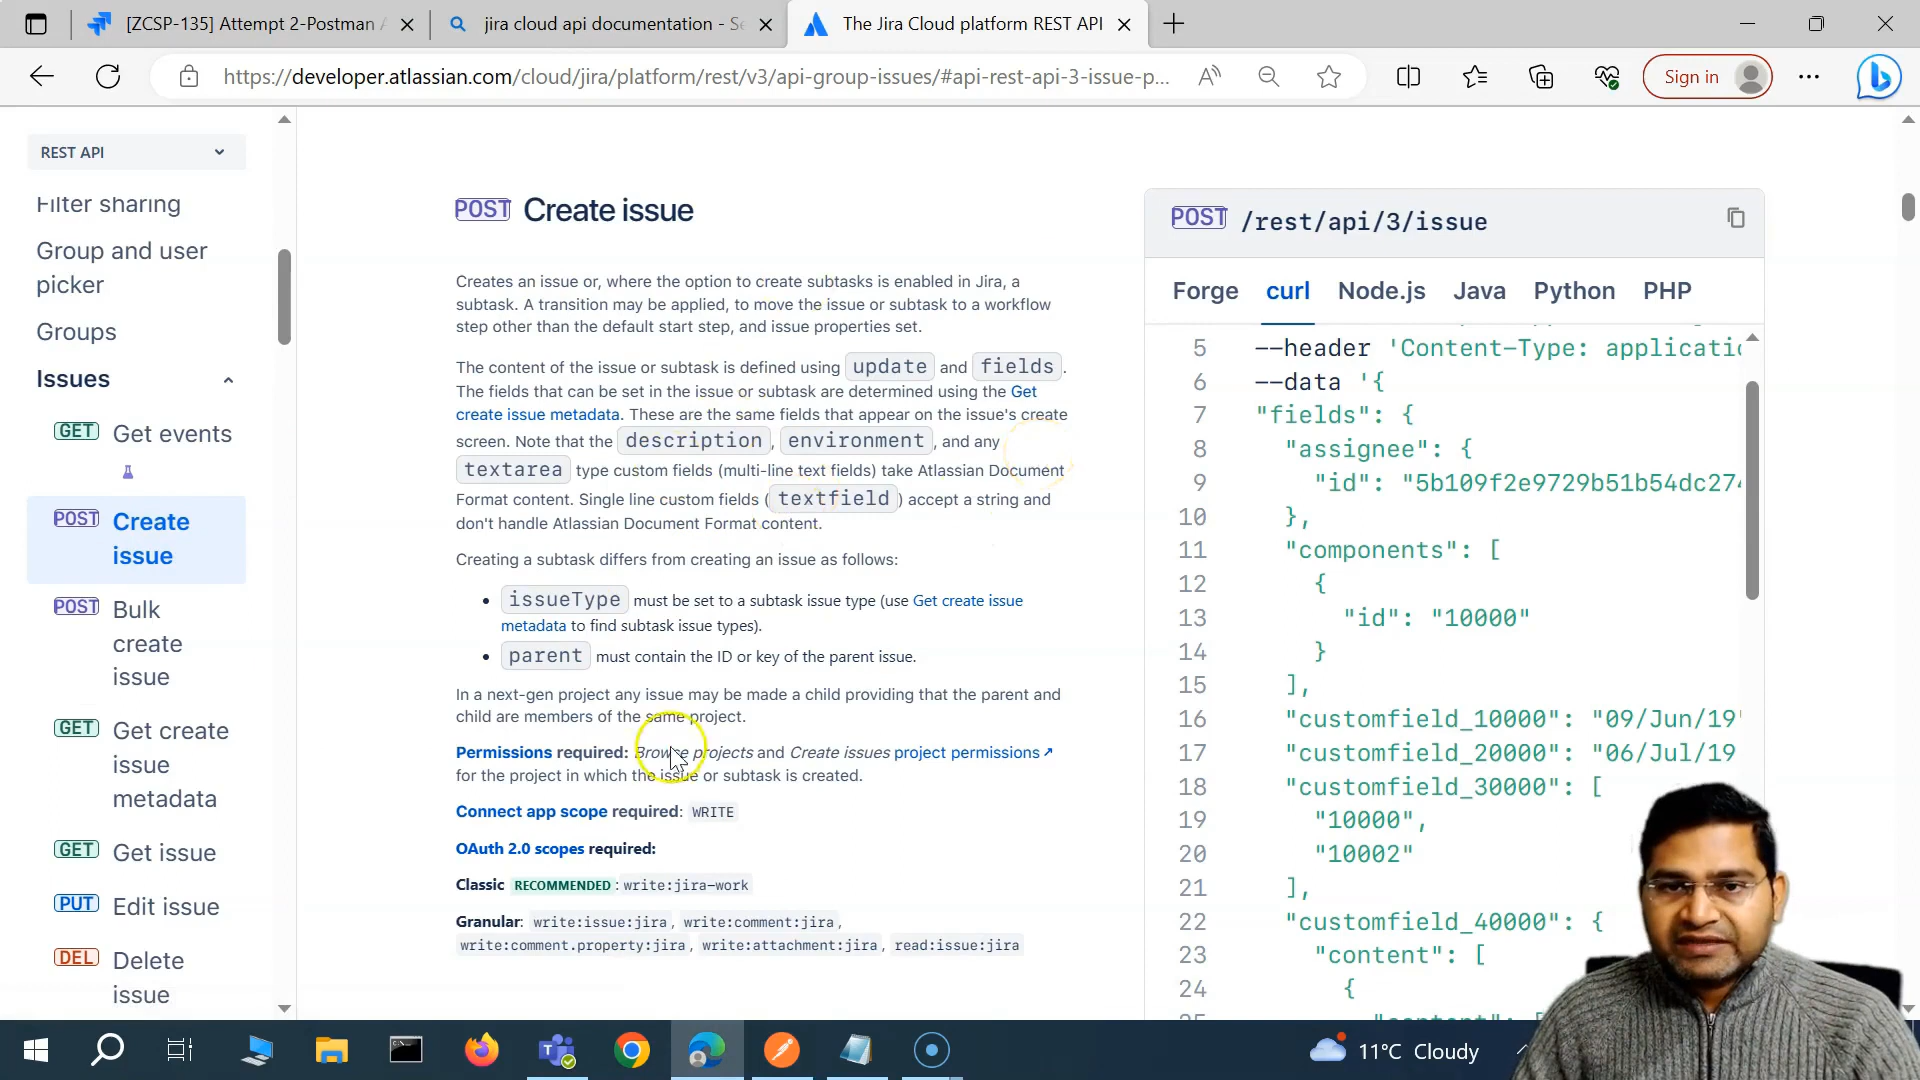 [ZCSP-135] Attempt 2-Postman
jira cloud api documentation - Se
The Jira Cloud platform REST API
https://developer.atlassian.com/cloud/jira/platform/rest/v3/api-group-issues/#api-rest-api-3-issue-p...
Sign in
REST API
Filter sharing
Group and user
picker
Groups
Issues
GET Get events
POST Create
issue
POST Bulk
create
issue
GET Get create
issue
metadata
GET Get issue
PUT Edit issue
DEL Delete
issue
POST Create issue
Creates an issue or, where the option to create subtasks is enabled in Jira, a
subtask. A transition may be applied, to move the issue or subtask to a workflow
step other than the default start step, and issue properties set.
The content of the issue or subtask is defined using update and fields .
The fields that can be set in the issue or subtask are determined using the Get
create issue metadata. These are the same fields that appear on the issue's create
screen. Note that the description, environment, and any
textarea type custom fields (multi-line text fields) take Atlassian Document
Format content. Single line custom fields ( textfield ) accept a string and
don't handle Atlassian Document Format content.
Creating a subtask differs from creating an issue as follows:
• issueType must be set to a subtask issue type (use Get create issue
metadata to find subtask issue types).
• parent must contain the ID or key of the parent issue.
In a next-gen project any issue may be made a child providing that the parent and
child are members of the same project.
Permissions required: Browse projects and Create issues project permissions↗
for the project in which the issue or subtask is created.
Connect app scope required: WRITE
OAuth 2.0 scopes required:
Classic RECOMMENDED : write:jira-work
Granular: write:issue:jira , write:comment:jira ,
write:comment.property:jira , write:attachment:jira , read:issue:jira
POST /rest/api/3/issue
Forge curl Node.js Java Python PHP
5 --header 'Content-Type: applicatio
6 --data '{
7 "fields": {
8 "assignee": {
9 "id": "5b109f2e9729b51b54dc274
10 },
11 "components": [
12 {
13 "id": "10000"
14 }
15 ],
16 "customfield_10000": "09/Jun/19"
17 "customfield_20000": "06/Jul/19
18 "customfield_30000": [
19 "10000",
20 "10002"
21 ],
22 "customfield_40000": {
23 "content": [
24 {
11°C Cloudy